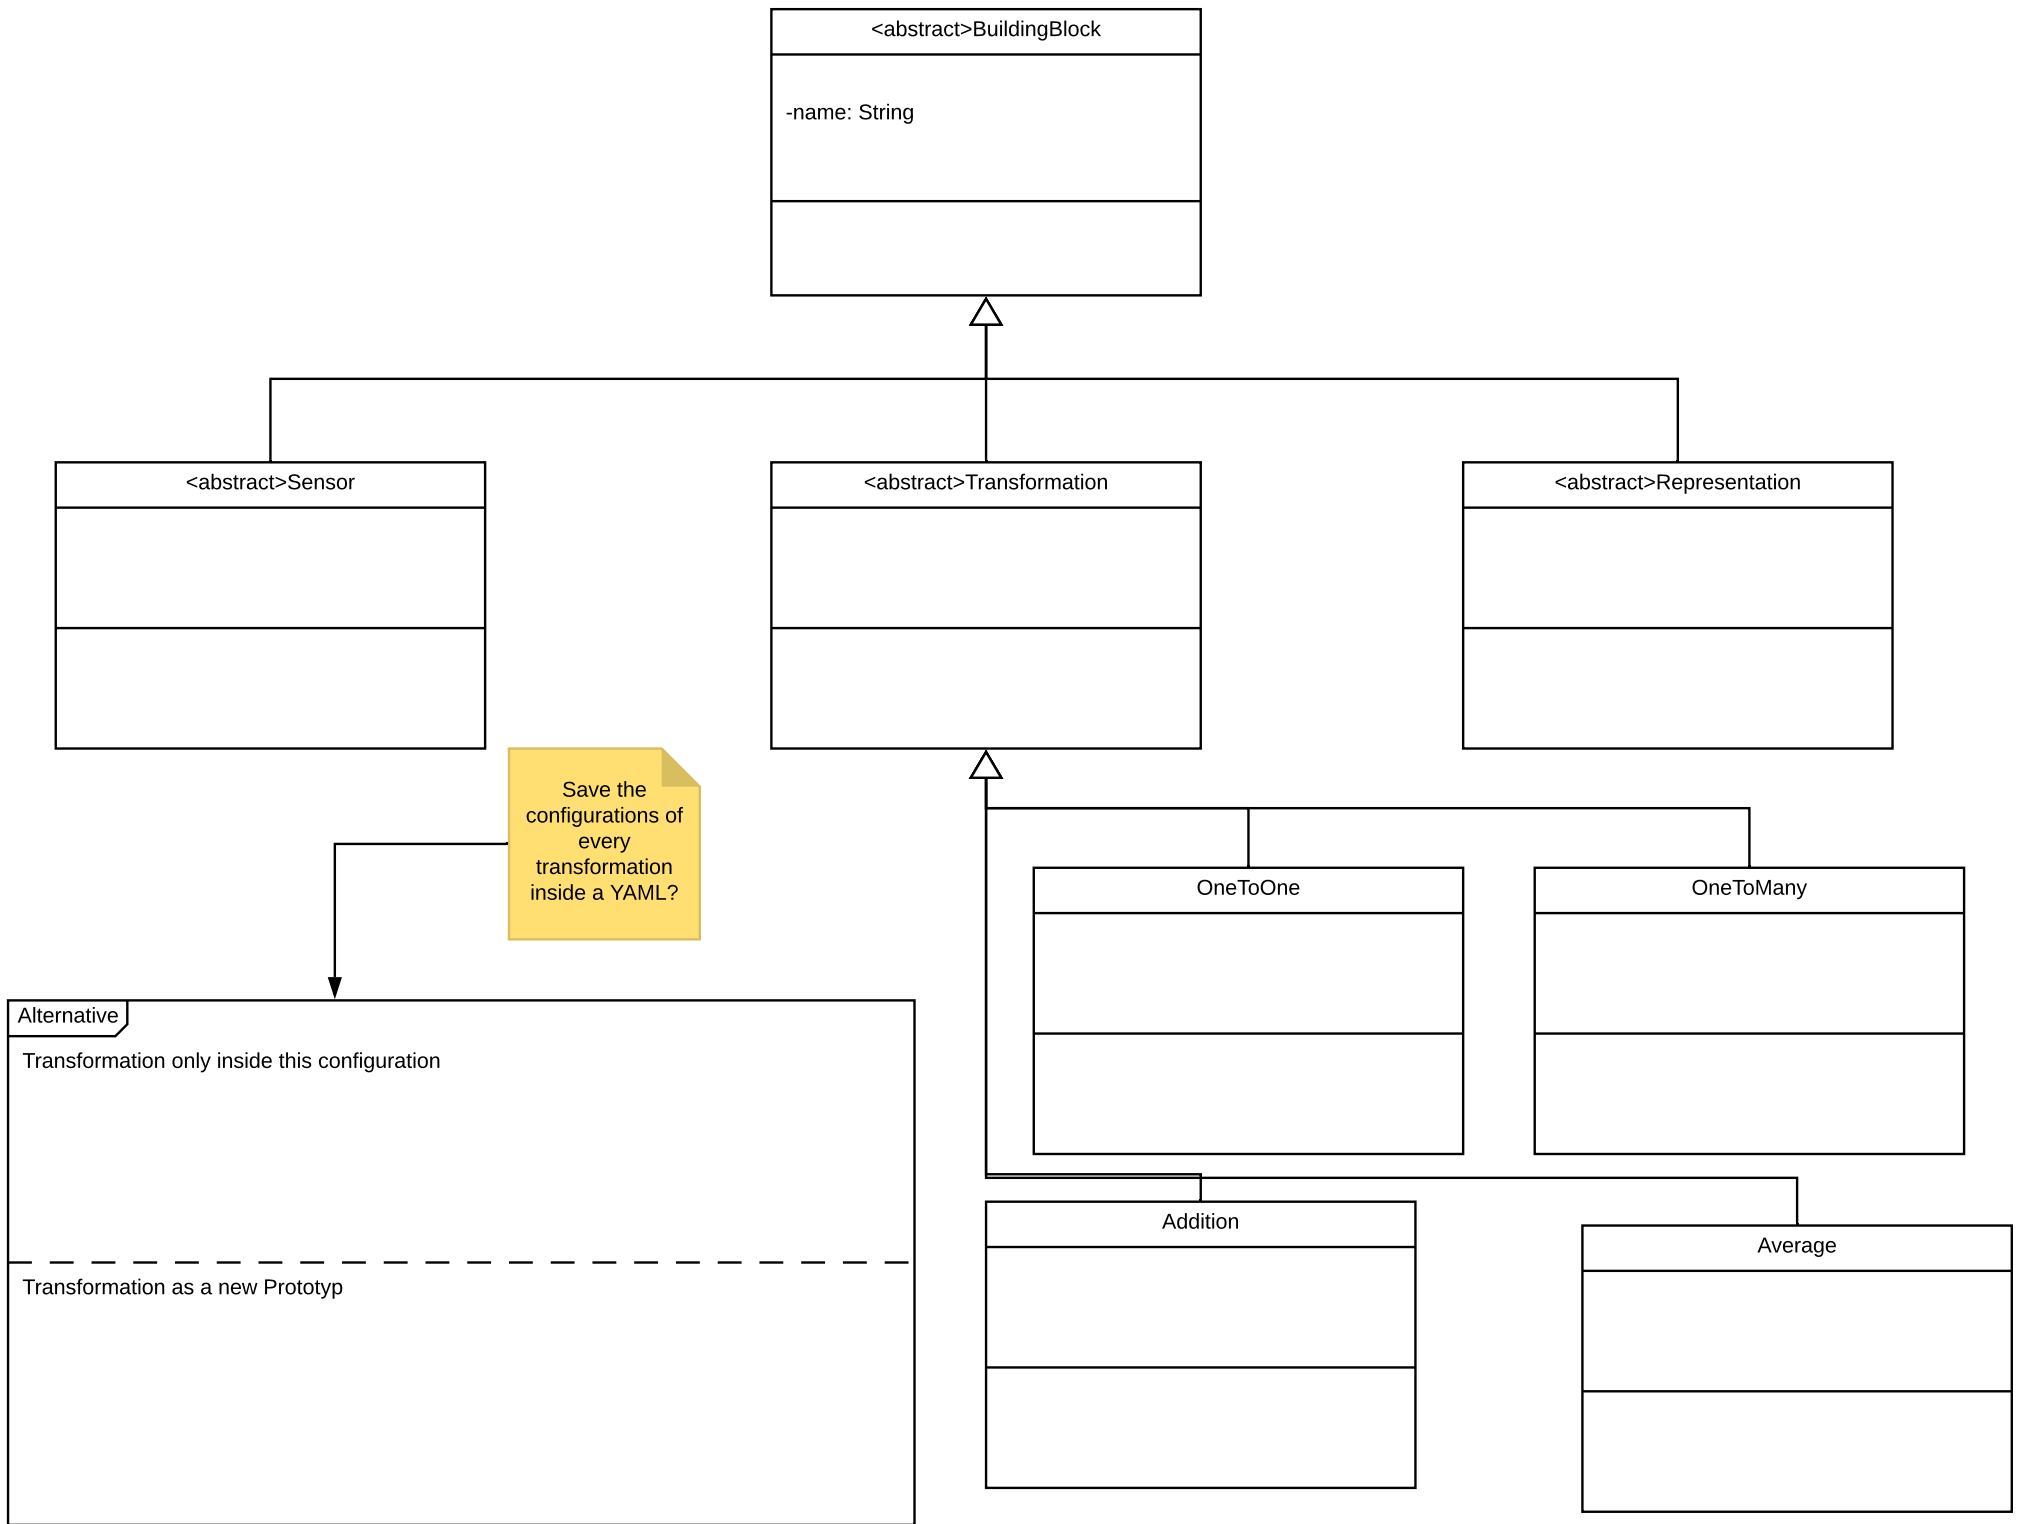 <abstract>BuildingBlock
-name: String
<abstract>Sensor
<abstract>Transformation
<abstract>Representation
Save the
configurations of
every
transformation
inside a YAML?
OneToOne
OneToMany
Alternative
Transformation only inside this configuration
Addition
Average
Transformation as a new Prototyp